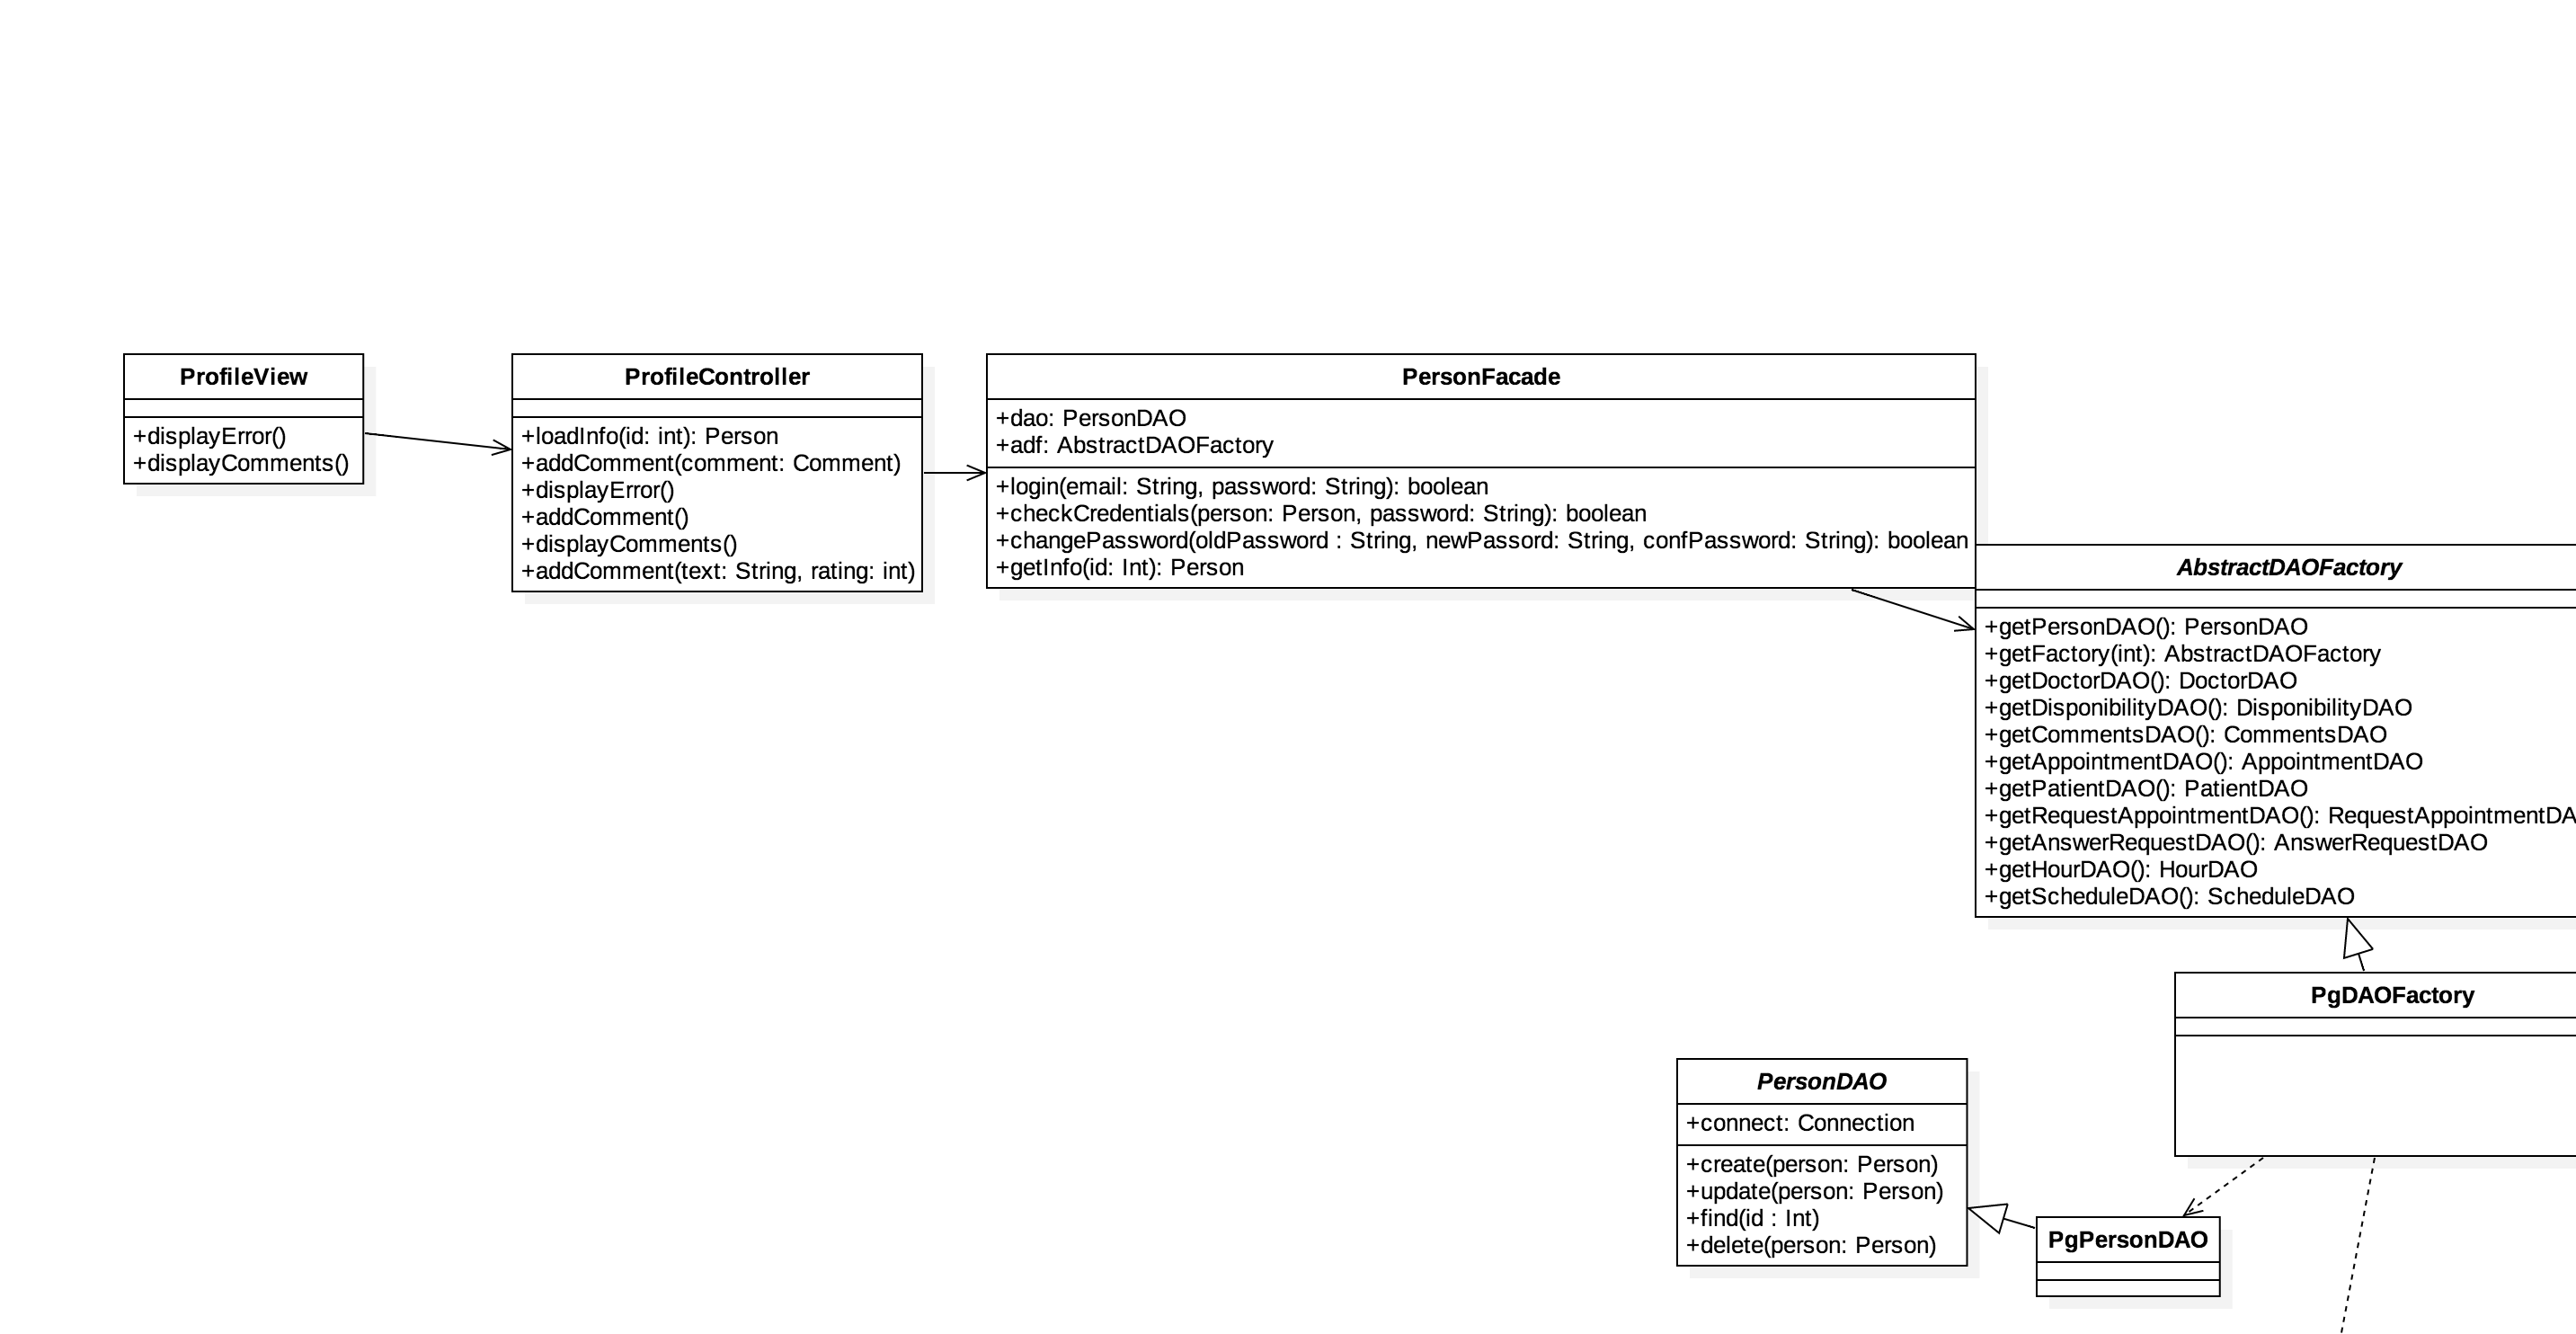 ProfileView
+displayError()
+displayComments()
ProfileController
+loadInfo(id: int): Person
+addComment(comment: Comment)
+displayError()
+addComment()
+displayComments()
+addComment(text: String, rating: int)
PersonFacade
+dao: PersonDAO
+adf: AbstractDAOFactory
+login(email: String, password: String): boolean
+checkCredentials(person: Person, password: String): boolean
+changePassword(oldPassword : String, newPassord: String, confPassword: String): boolean
+getInfo(id: Int): Person
AbstractDAOFactory
+getPersonDAO(): PersonDAO
+getFactory(int): AbstractDAOFactory
+getDoctorDAO(): DoctorDAO
+getDisponibilityDAO(): DisponibilityDAO
+getCommentsDAO(): CommentsDAO
+getAppointmentDAO(): AppointmentDAO
+getPatientDAO(): PatientDAO
+getRequestAppointmentDAO(): RequestAppointmentDA
+getAnswerRequestDAO(): AnswerRequestDAO
+getHourDAO(): HourDAO
+getScheduleDAO(): ScheduleDAO
PgDAOFactory
PersonDAO
+connect: Connection
+create(person: Person)
+update(person: Person)
+find(id : Int)
+delete(person: Person)
PgPersonDAO